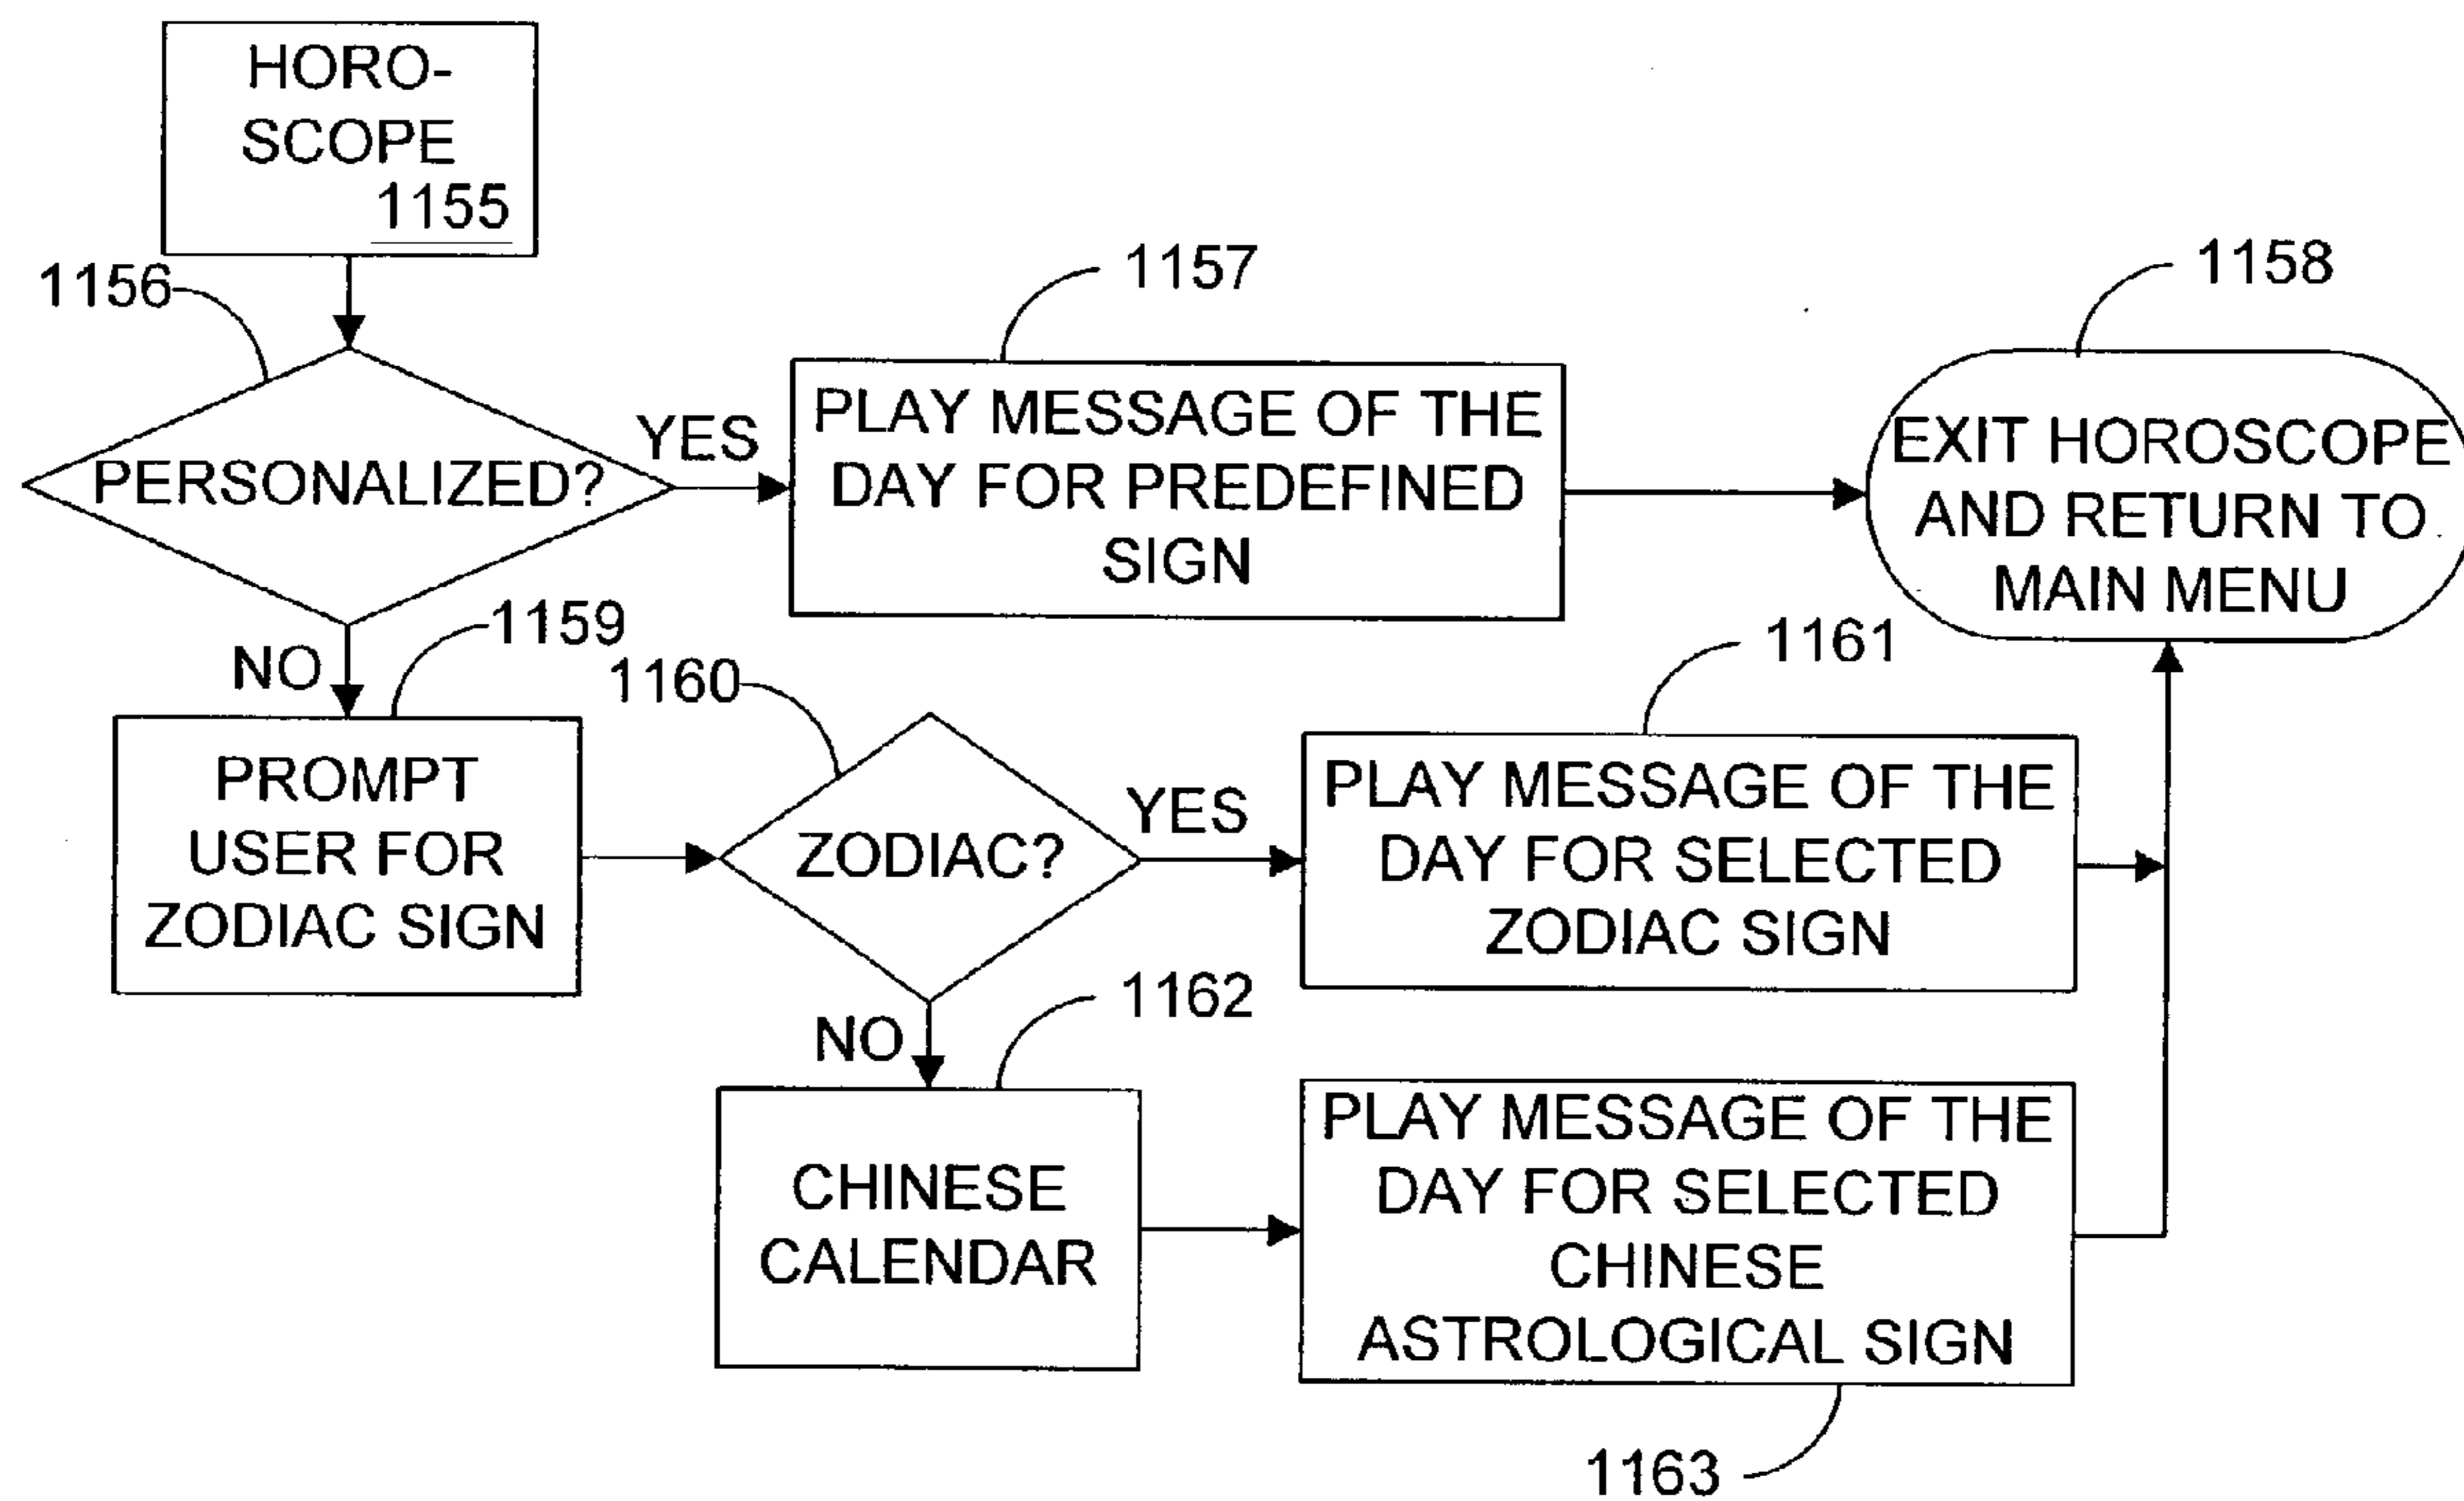 HORO-
SCOPE
1155
1156
1157
1158
PERSONALIZED?
YES
PLAY MESSAGE OF THE
DAY FOR PREDEFINED
SIGN
EXIT HOROSCOPE
AND RETURN TO
MAIN MENU
NO
1159
1160
1161
PROMPT
USER FOR
ZODIAC SIGN
ZODIAC?
YES
PLAY MESSAGE OF THE
DAY FOR SELECTED
ZODIAC SIGN
NO
1162
CHINESE
CALENDAR
PLAY MESSAGE OF THE
DAY FOR SELECTED
CHINESE
ASTROLOGICAL SIGN
1163